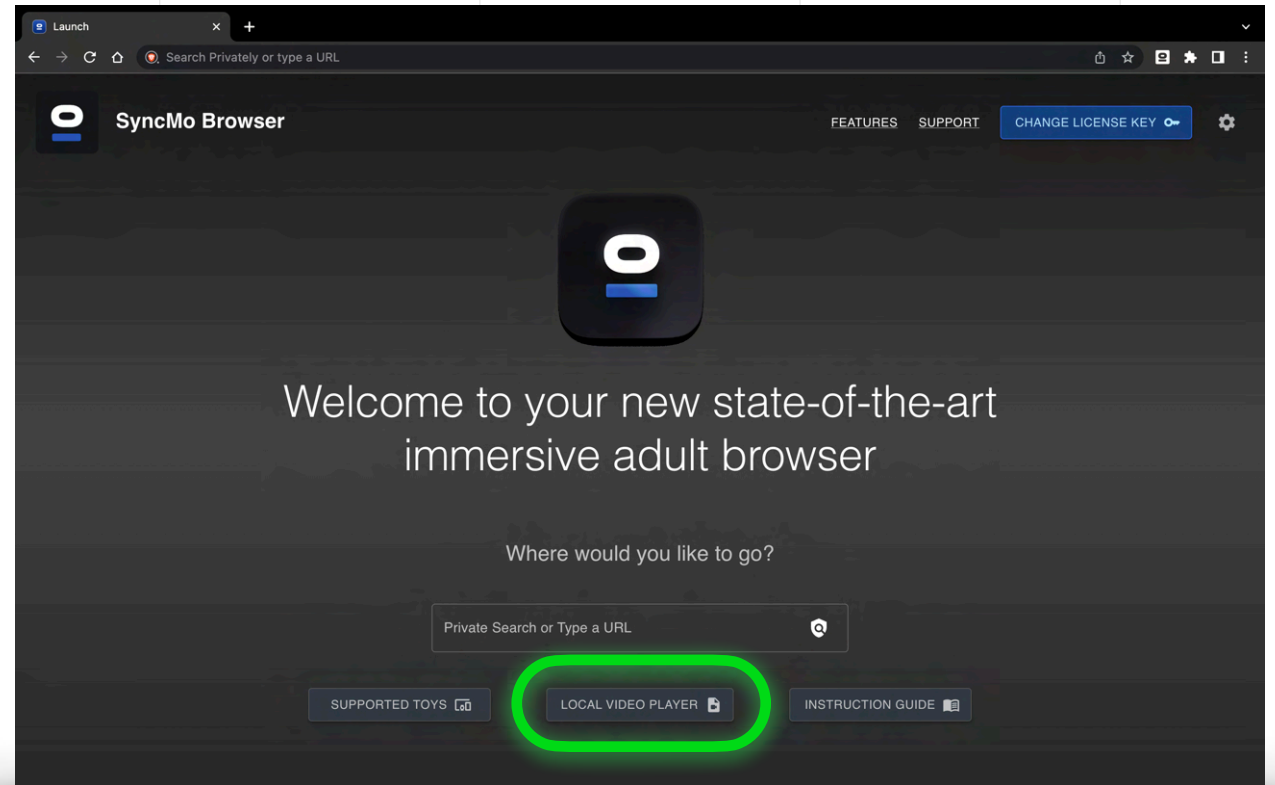 Launch
Search Privately or type a URL
SyncMo Browser
FEATURES
SUPPORT
CHANGE LICENSE KEY
Welcome to your new state-of-the-art
immersive adult browser
Where would you like to go?
Private Search or Type a URL
SUPPORTED TOYS
LOCAL VIDEO PLAYER
INSTRUCTION GUIDE